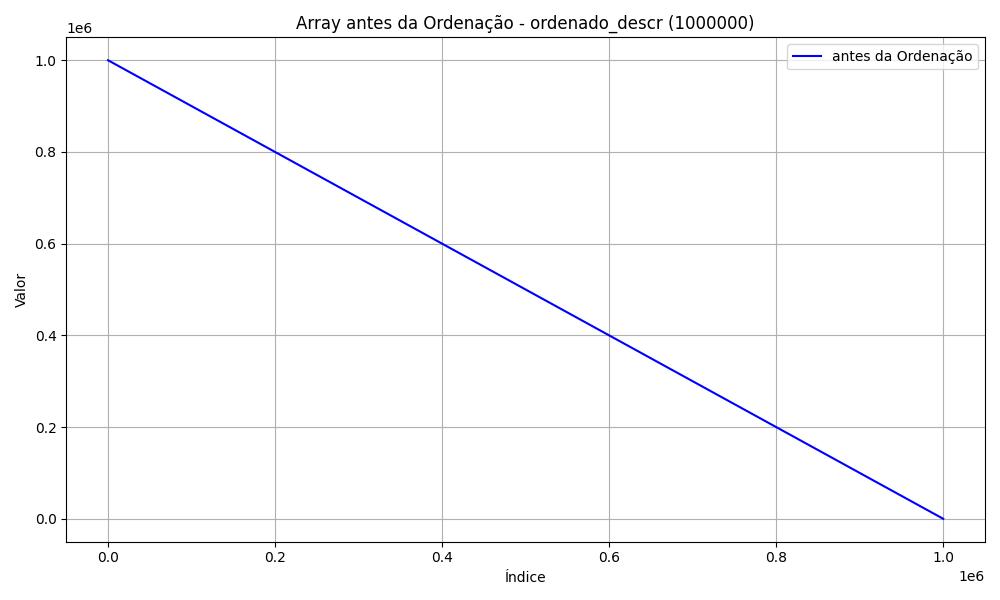 Array antes da Ordenação - ordenado_descr (1000000)
1e6
antes da Ordenação
1.0
0.8
0.6
0.4
0.2
0.0
Valor
0.0 0.2 0.4 0.6 0.8 1.0
1e6
Índice